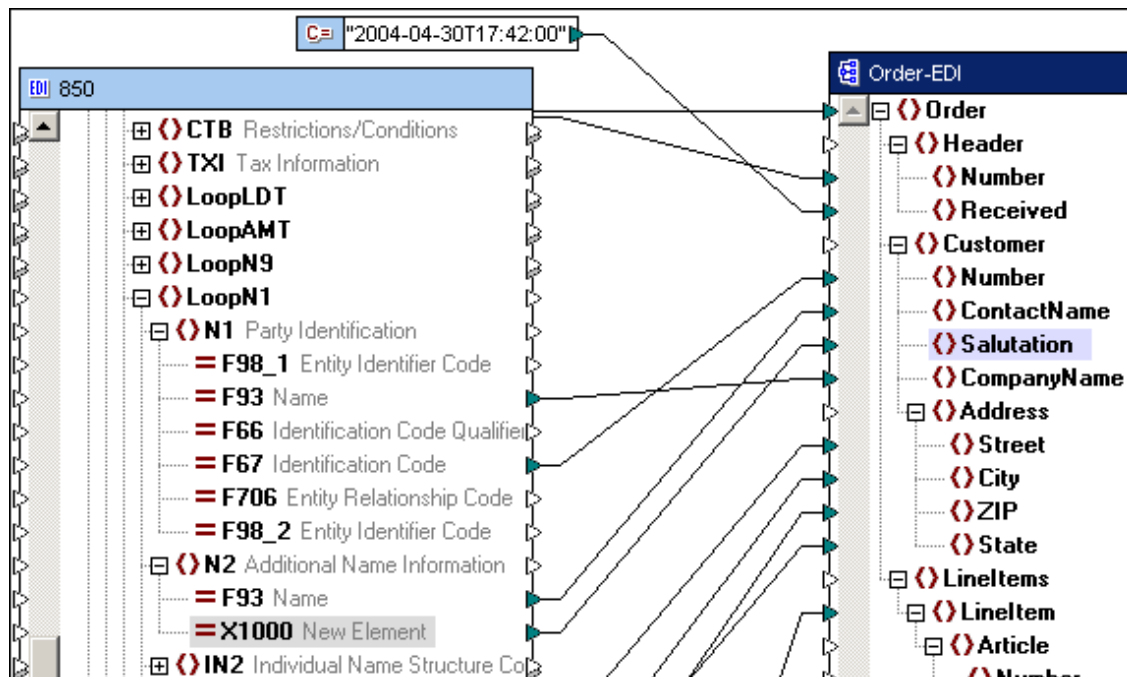 C= "2004-04-30T17:42:00"
EDI 850
CTB Restrictions/Conditions
TXI Tax Information
LoopLDT
LoopAMT
LoopN9
LoopN1
N1 Party Identification
F98_1 Entity Identifier Code
F93 Name
F66 Identification Code Qualifier
F67 Identification Code
F706 Entity Relationship Code
F98_2 Entity Identifier Code
N2 Additional Name Information
F93 Name
X1000 New Element
IN2 Individual Name Structure Co
Order-EDI
Order
Header
Number
Received
Customer
Number
ContactName
Salutation
CompanyName
Address
Street
City
ZIP
State
LineItems
LineItem
Article
Number